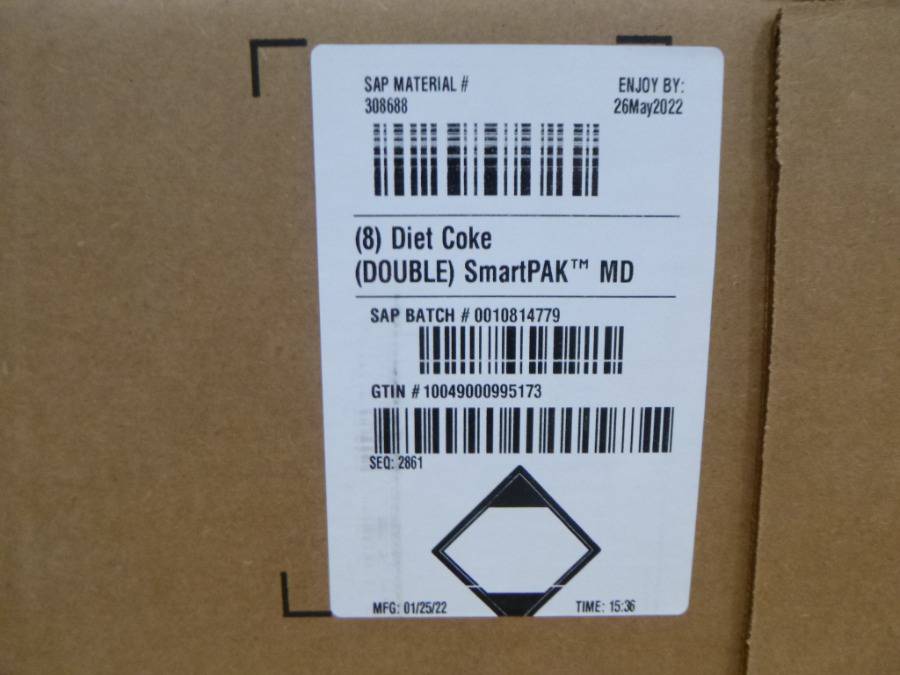 SAP MATERIAL #
308688
ENJOY BY:
26May2022
(8) Diet Coke
(DOUBLE) SmartPAK™ MD
SAP BATCH # 0010814779
GTIN # 10049000995173
SEQ: 2861
MFG: 01/25/22
TIME: 15:36